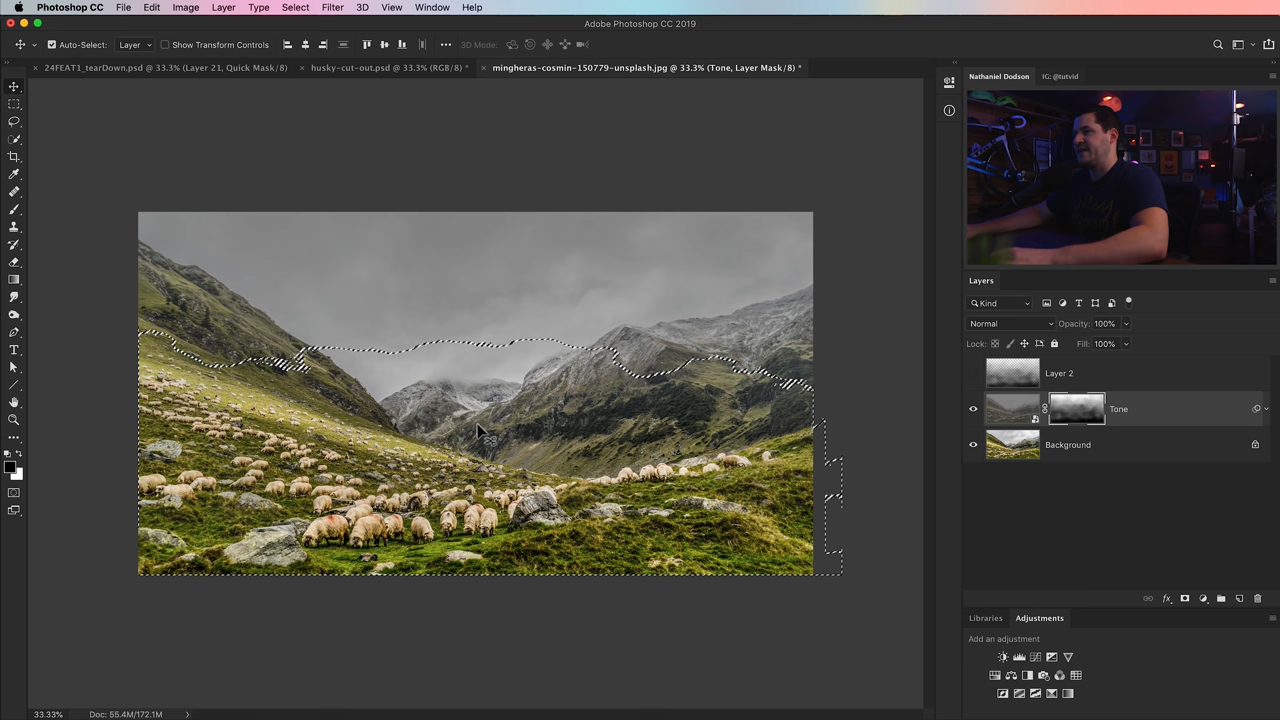 Photoshop CC File Edit Image Layer Type Select Filter 3D View Window Help
Adobe Photoshop CC 2019
Auto-Select: Layer Show Transform Controls 3D Mode:
24FEAT1_tearDown.psd @ 33.3% (Layer 21, Quick Mask/8) husky-cut-out.psd @ 33.3% (RGB/8) * mingheras-cosmin-150779-unsplash.jpg @ 33.3% (Tone, Layer Mask/8) *
Nathaniel Dodson IG: @tutvid
Layers
Kind
Normal Opacity: 100%
Lock: Fill: 100%
Layer 2
Tone
Background
Libraries Adjustments
Add an adjustment
33.33% Doc: 55.4M/172.1M